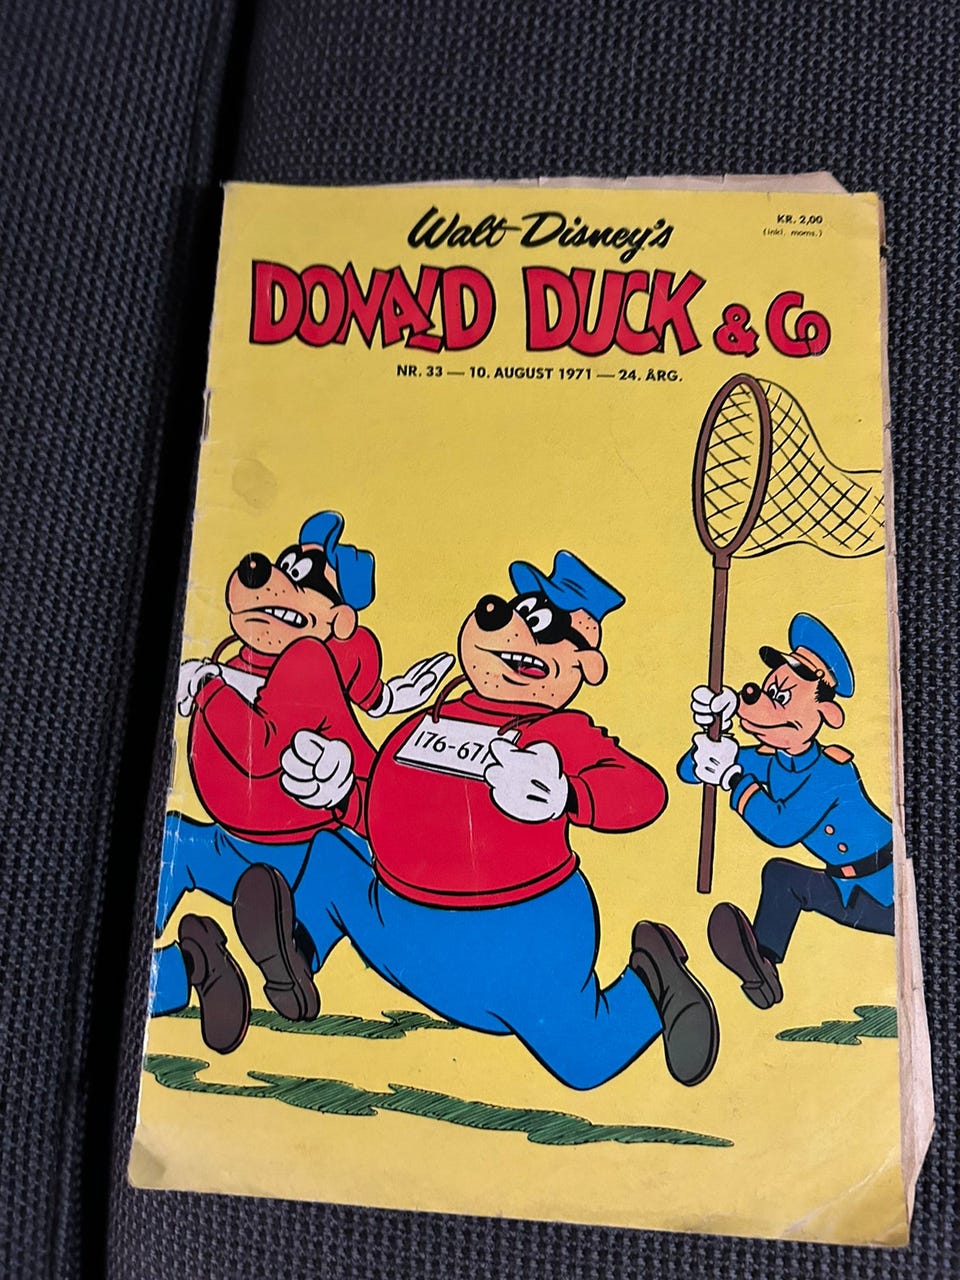 KR. 2,00
(inkl. moms.)
Walt Disney's
DONALD DUCK & Co
NR. 33 — 10. AUGUST 1971 — 24. ÅRG.
176-671